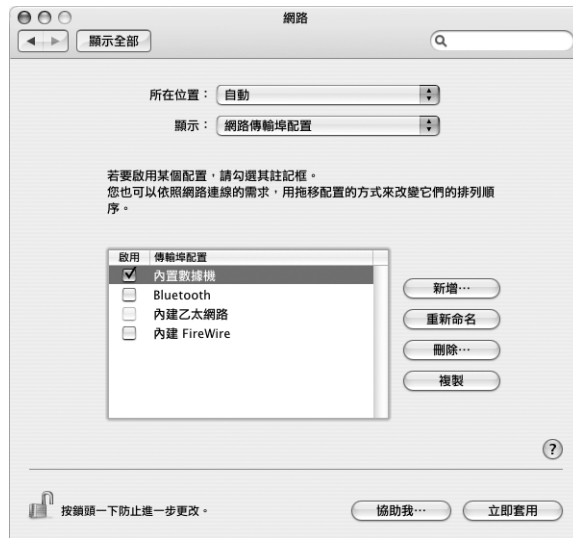 網路
顯示全部
所在位置： 自動
顯示： 網路傳輸埠配置
若要啟用某個配置，請勾選其註記框。
您也可以依照網路連線的需求，用拖移配置的方式來改變它們的排列順
序。
啟用 傳輸埠配置
內置數據機
Bluetooth
內建乙太網路
內建 FireWire
新增…
重新命名
刪除…
複製
?
按鎖頭一下防止進一步更改。
協助我…
立即套用